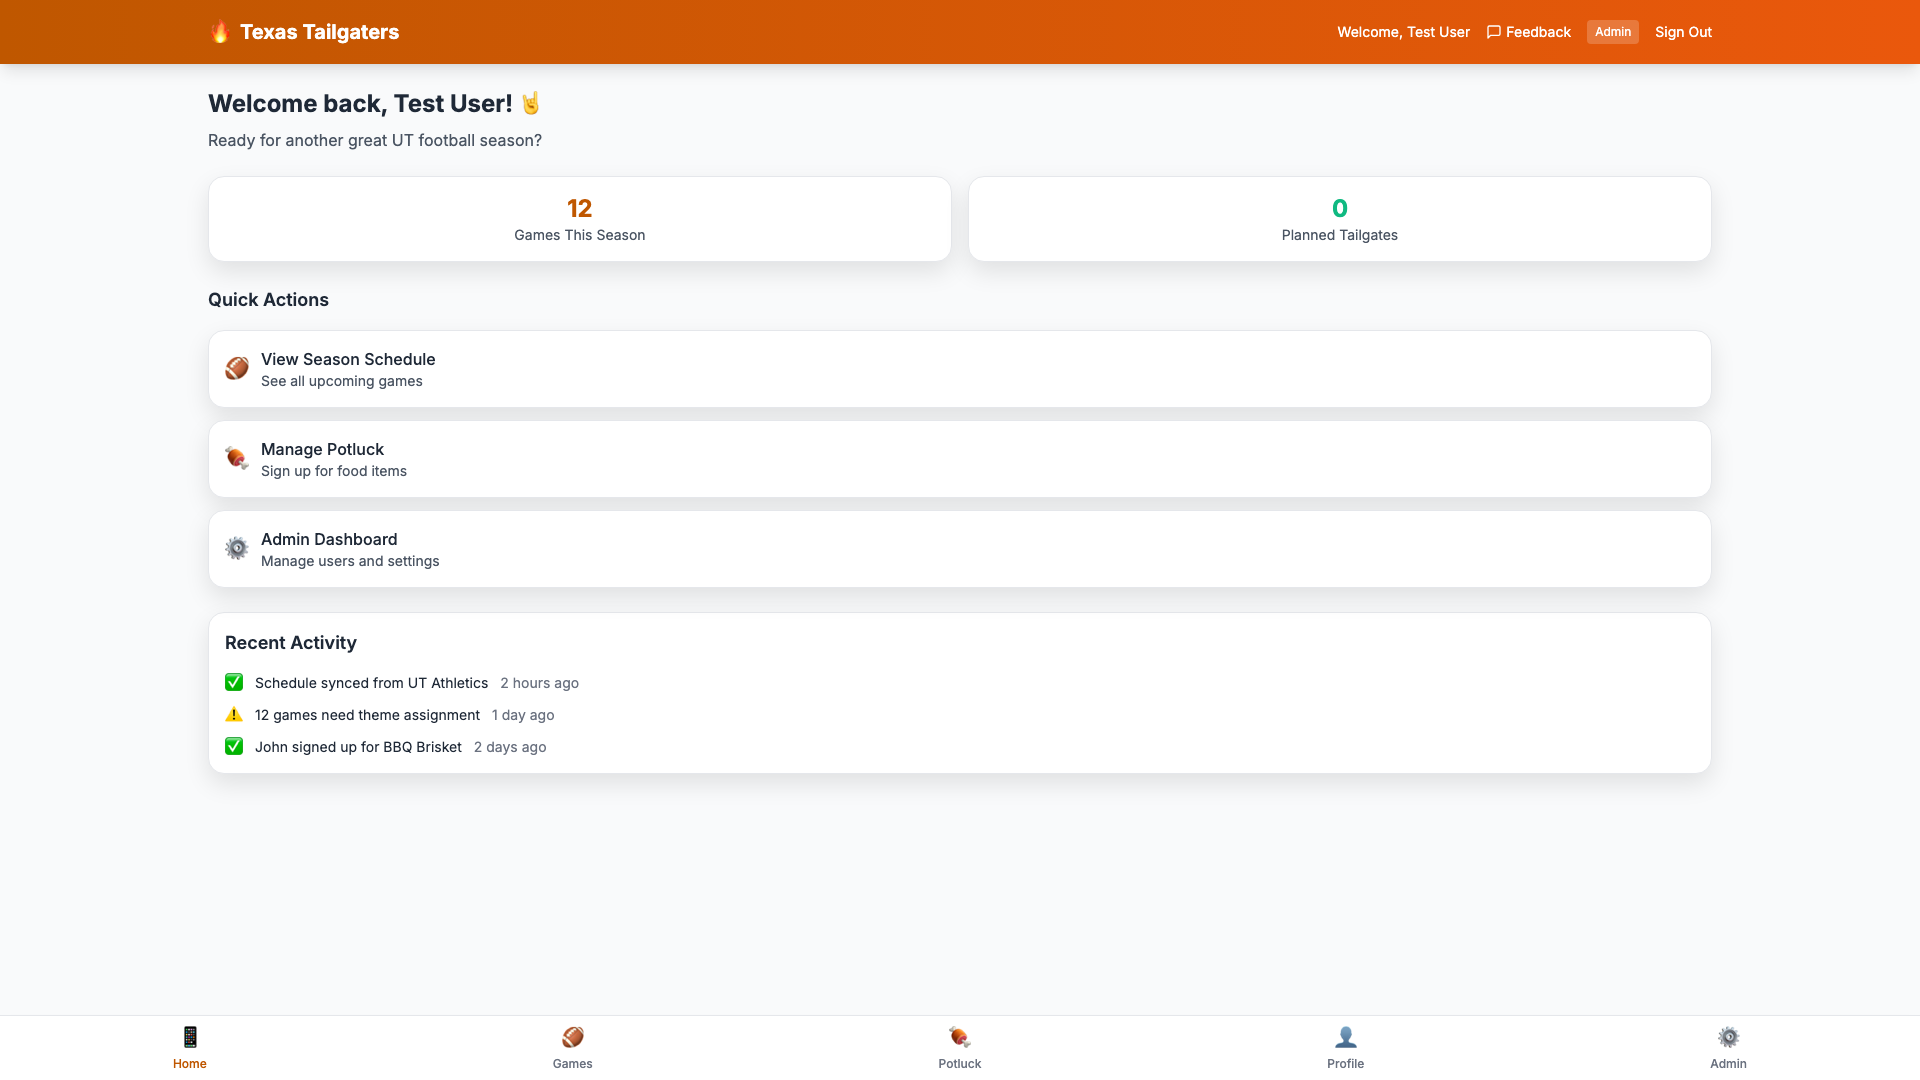 🔥 Texas Tailgaters
Welcome, Test User
Feedback
Admin
Sign Out
Welcome back, Test User! 🤘
Ready for another great UT football season?
12
Games This Season
0
Planned Tailgates
Quick Actions
View Season Schedule
See all upcoming games
Manage Potluck
Sign up for food items
Admin Dashboard
Manage users and settings
Recent Activity
Schedule synced from UT Athletics 2 hours ago
12 games need theme assignment 1 day ago
John signed up for BBQ Brisket 2 days ago
Home
Games
Potluck
Profile
Admin